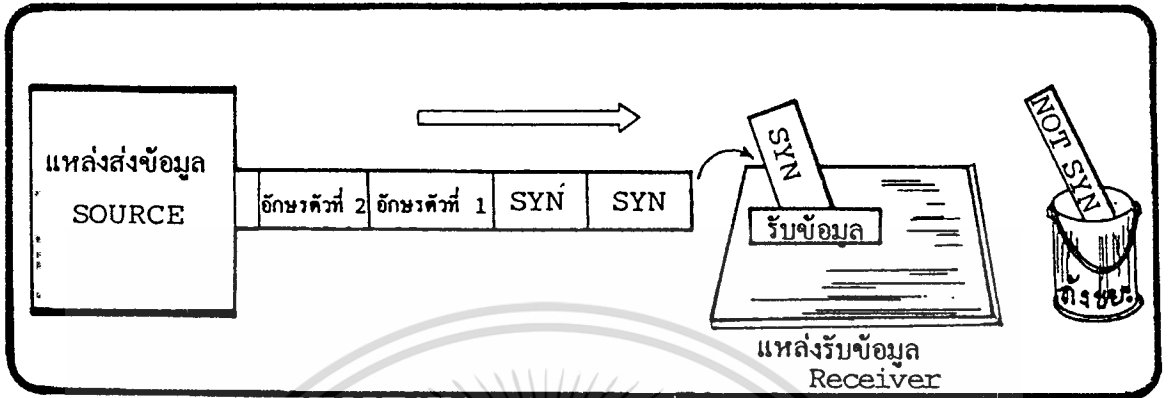 แหล่งส่งข้อมูล
SOURCE
อักษรตัวที่ 2
อักษรตัวที่ 1
SYN
SYN
SYN
รับข้อมูล
แหล่งรับข้อมูล
Receiver
NOT SYN
ถังขยะ